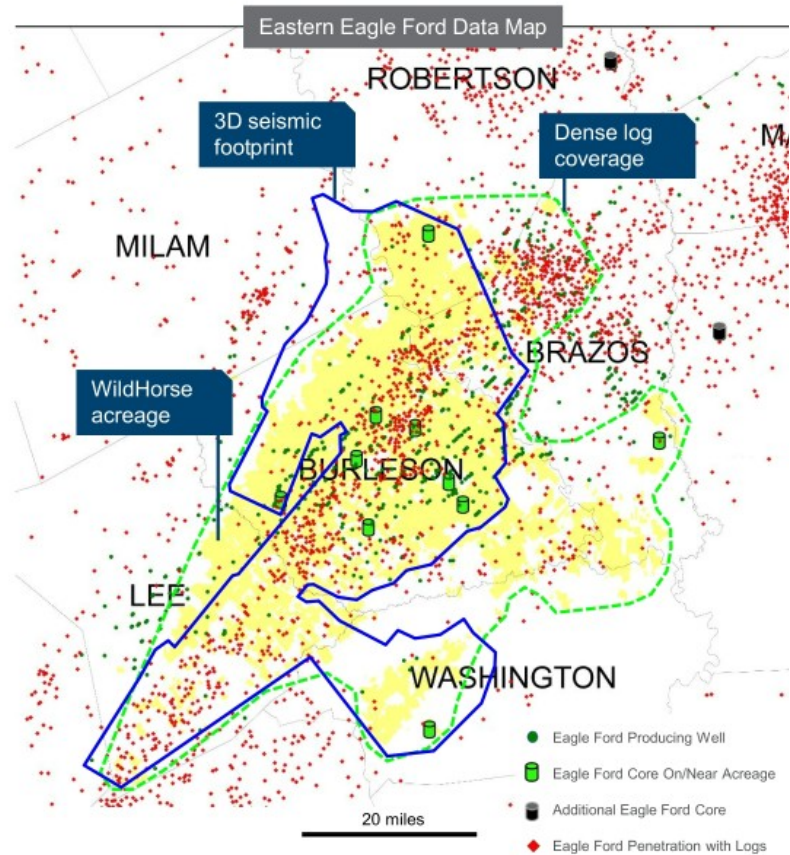 Eastern Eagle Ford Data Map
ROBERTSON
3D seismic
footprint
Dense log
coverage
MA
MILAM
BRAZOS
WildHorse
acreage
BURLESON
LEE
WASHINGTON
Eagle Ford Producing Well
Eagle Ford Core On/Near Acreage
Additional Eagle Ford Core
20 miles
Eagle Ford Penetration with Logs